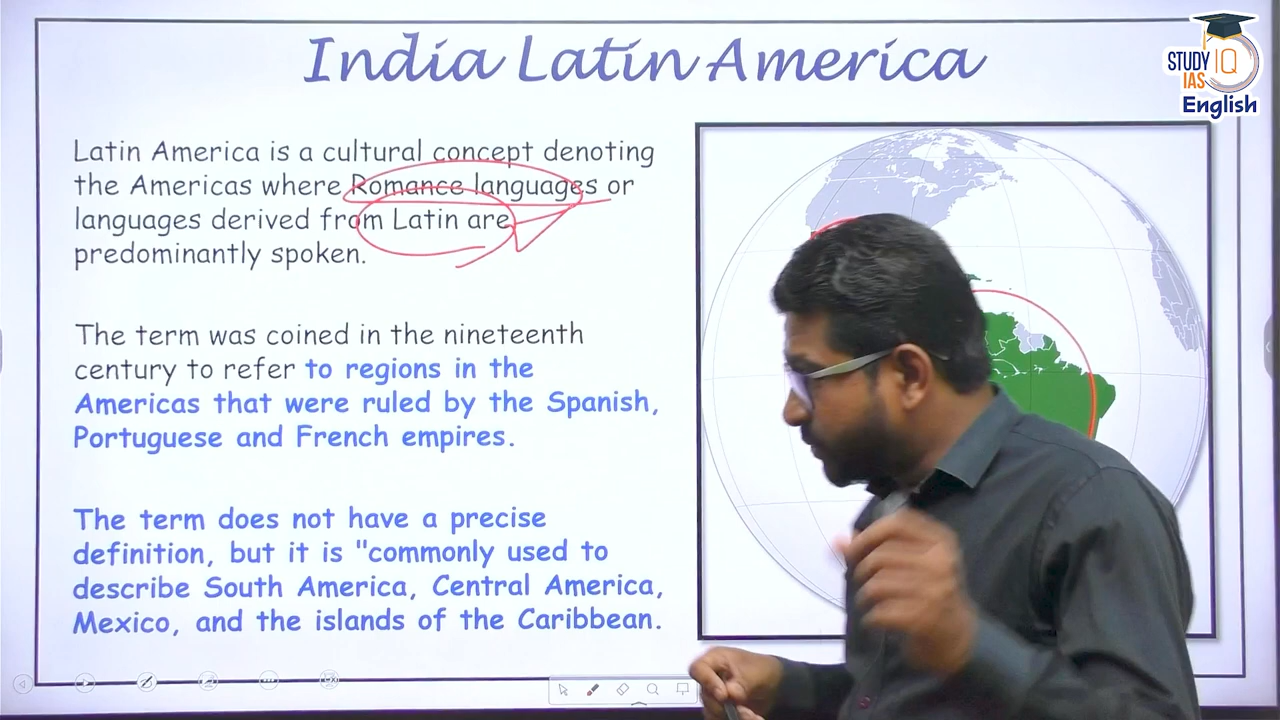 India Latin America
STUDY IQ
IAS
English
Latin America is a cultural concept denoting
the Americas where Romance languages or
languages derived from Latin are
predominantly spoken.
The term was coined in the nineteenth
century to refer to regions in the
Americas that were ruled by the Spanish,
Portuguese and French empires.
The term does not have a precise
definition, but it is "commonly used to
describe South America, Central America,
Mexico, and the islands of the Caribbean.